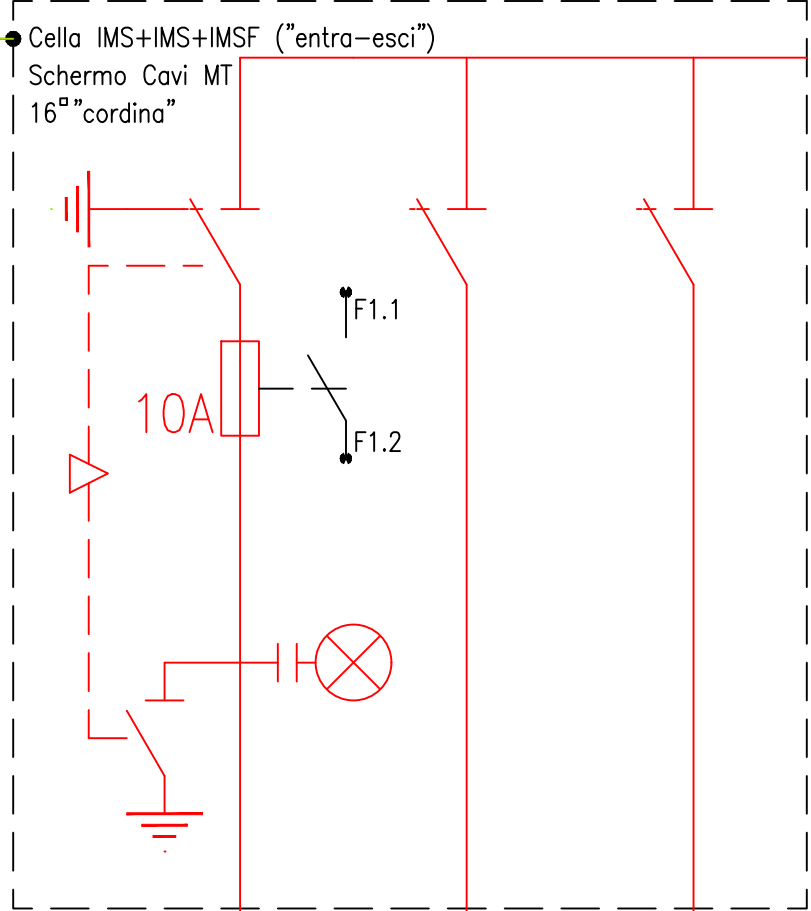 Cella IMS+IMS+IMSF ("entra-esci")
Schermo Cavi MT
16▫"cordina"
F1.1
10A
F1.2